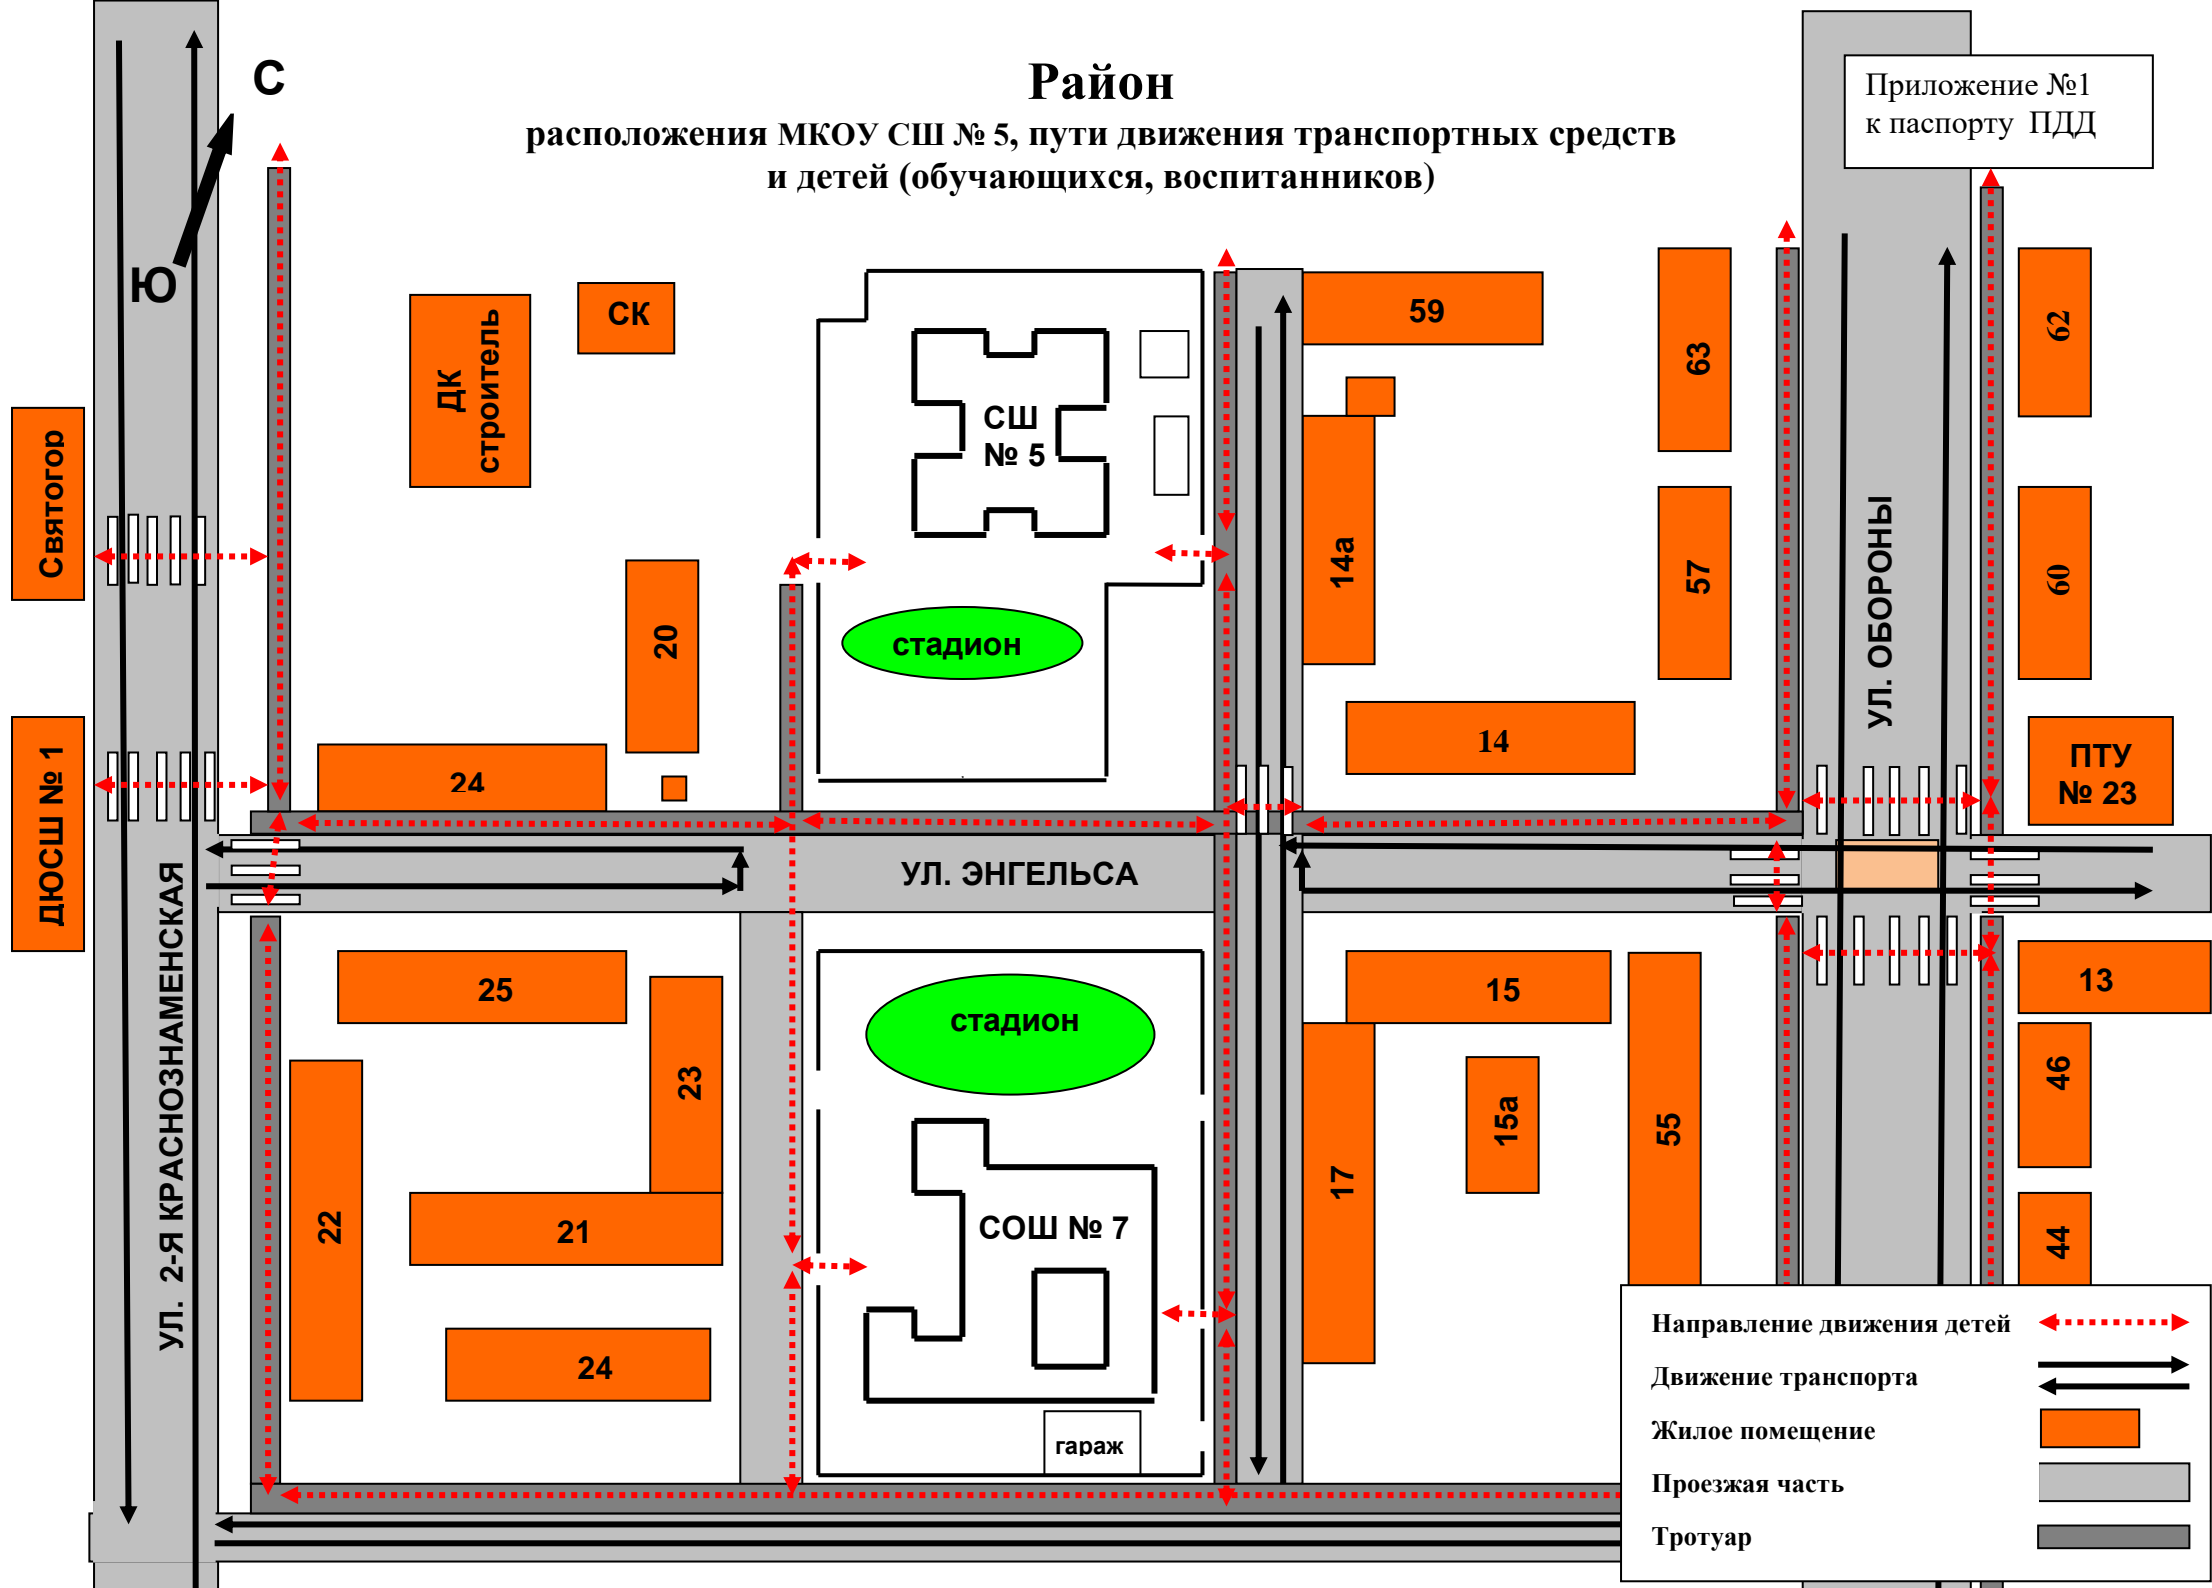 Район
расположения МКОУ СШ № 5, пути движения транспортных средств
и детей (обучающихся, воспитанников)
Приложение №1
к паспорту ПДД
С
Ю
Святогор
ДЮСШ № 1
УЛ. 2-Я КРАСНОЗНАМЕНСКАЯ
ДК
строитель
СК
20
24
СШ
№ 5
стадион
59
14а
14
63
57
УЛ. ОБОРОНЫ
62
60
ПТУ
№ 23
УЛ. ЭНГЕЛЬСА
25
23
22
21
24
стадион
СОШ № 7
гараж
15
15а
17
55
13
46
44
Направление движения детей
Движение транспорта
Жилое помещение
Проезжая часть
Тротуар